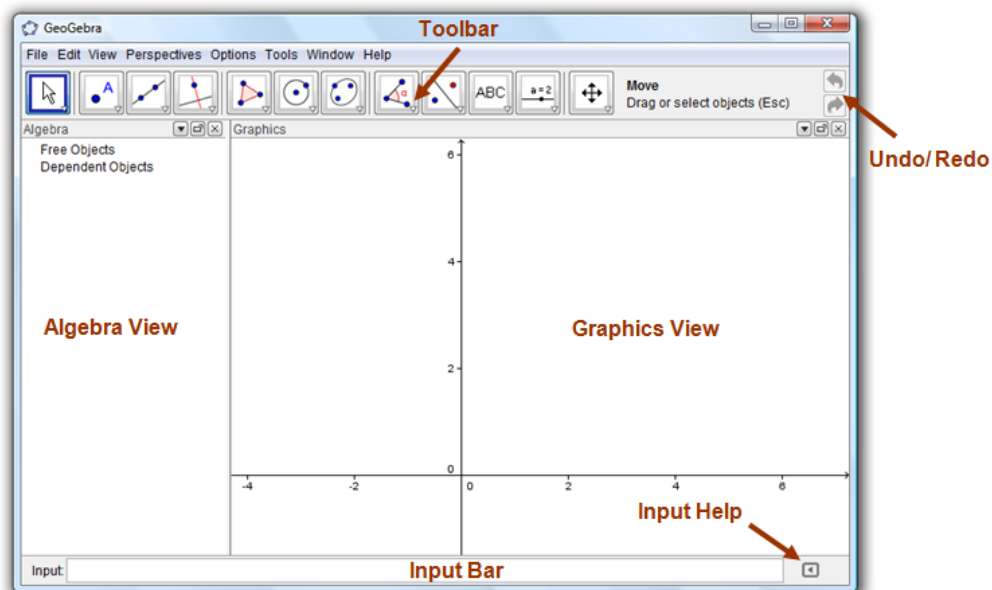 GeoGebra
Toolbar
File Edit View Perspectives Options Tools Window Help
A
α
ABC
a=2
Move
Drag or select objects (Esc)
Undo/ Redo
Algebra
Graphics
Free Objects
Dependent Objects
6
4
2
0
-4
-2
0
2
4
6
Algebra View
Graphics View
Input Help
Input:
Input Bar